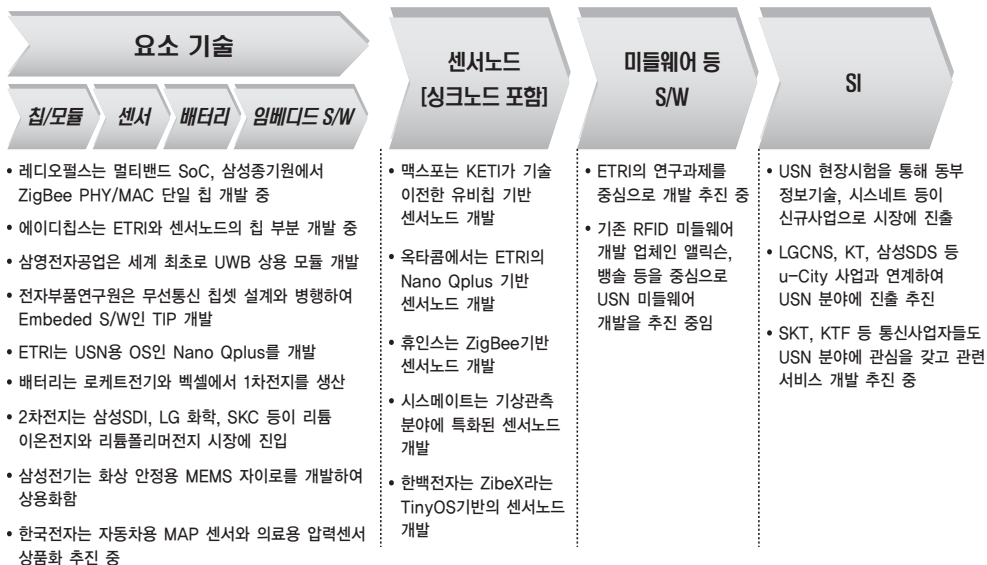 요소 기술
칩/모듈
센서
배터리
임베디드 S/W
• 레디오펄스는 멀티밴드 SoC, 삼성종기원에서
ZigBee PHY/MAC 단일 칩 개발 중
• 에이디칩스는 ETRI와 센서노드의 칩 부분 개발 중
• 삼영전자공업은 세계 최초로 UWB 상용 모듈 개발
• 전자부품연구원은 무선통신 칩셋 설계와 병행하여
Embeded S/W인 TIP 개발
• ETRI는 USN용 OS인 Nano Qplus를 개발
• 배터리는 로케트전기와 벡셀에서 1차전지를 생산
• 2차전지는 삼성SDI, LG 화학, SKC 등이 리튬
이온전지와 리튬폴리머전지 시장에 진입
• 삼성전기는 화상 안정용 MEMS 자이로를 개발하여
상용화함
• 한국전자는 자동차용 MAP 센서와 의료용 압력센서
상품화 추진 중
센서노드
[싱크노드 포함]
• 맥스포는 KETI가 기술
이전한 유비칩 기반
센서노드 개발
• 옥타콤에서는 ETRI의
Nano Qplus 기반
센서노드 개발
• 휴인스는 ZigBee기반
센서노드 개발
• 시스메이트는 기상관측
분야에 특화된 센서노드
개발
• 한백전자는 ZibeX라는
TinyOS기반의 센서노드
개발
미들웨어 등
S/W
• ETRI의 연구과제를
중심으로 개발 추진 중
• 기존 RFID 미들웨어
개발 업체인 앨릭슨,
뱅송 등을 중심으로
USN 미들웨어
개발을 추진 중임
SI
• USN 현장시험을 통해 동부
정보기술, 시스네트 등이
신규사업으로 시장에 진출
• LGCNS, KT, 삼성SDS 등
u-City 사업과 연계하여
USN 분야에 진출 추진
• SKT, KTF 등 통신사업자들도
USN 분야에 관심을 갖고 관련
서비스 개발 추진 중